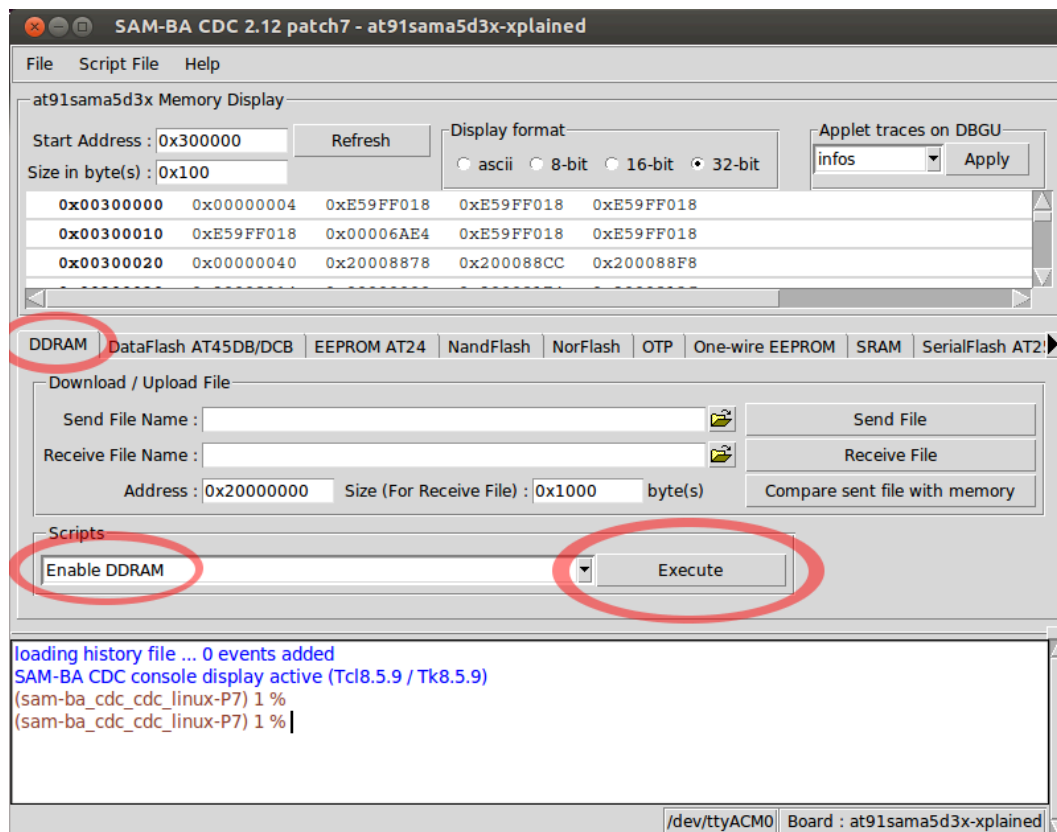 SAM-BA CDC 2.12 patch7 - at91sama5d3x-xplained
File Script File Help
at91sama5d3x Memory Display
Start Address : 0x300000 Refresh
Size in byte(s) : 0x100
Display format
ascii 8-bit 16-bit 32-bit
Applet traces on DBGU
infos Apply
0x00300000 0x00000004 0xE59FF018 0xE59FF018 0xE59FF018
0x00300010 0xE59FF018 0x00006AE4 0xE59FF018 0xE59FF018
0x00300020 0x00000040 0x20008878 0x200088CC 0x200088F8
DDRAM DataFlash AT45DB/DCB EEPROM AT24 NandFlash NorFlash OTP One-wire EEPROM SRAM SerialFlash AT2
Download / Upload File
Send File Name : Send File
Receive File Name : Receive File
Address : 0x20000000 Size (For Receive File) : 0x1000 byte(s) Compare sent file with memory
Scripts
Enable DDRAM Execute
loading history file ... 0 events added
SAM-BA CDC console display active (Tcl8.5.9 / Tk8.5.9)
(sam-ba_cdc_cdc_linux-P7) 1 %
(sam-ba_cdc_cdc_linux-P7) 1 %
/dev/ttyACM0 Board : at91sama5d3x-xplained